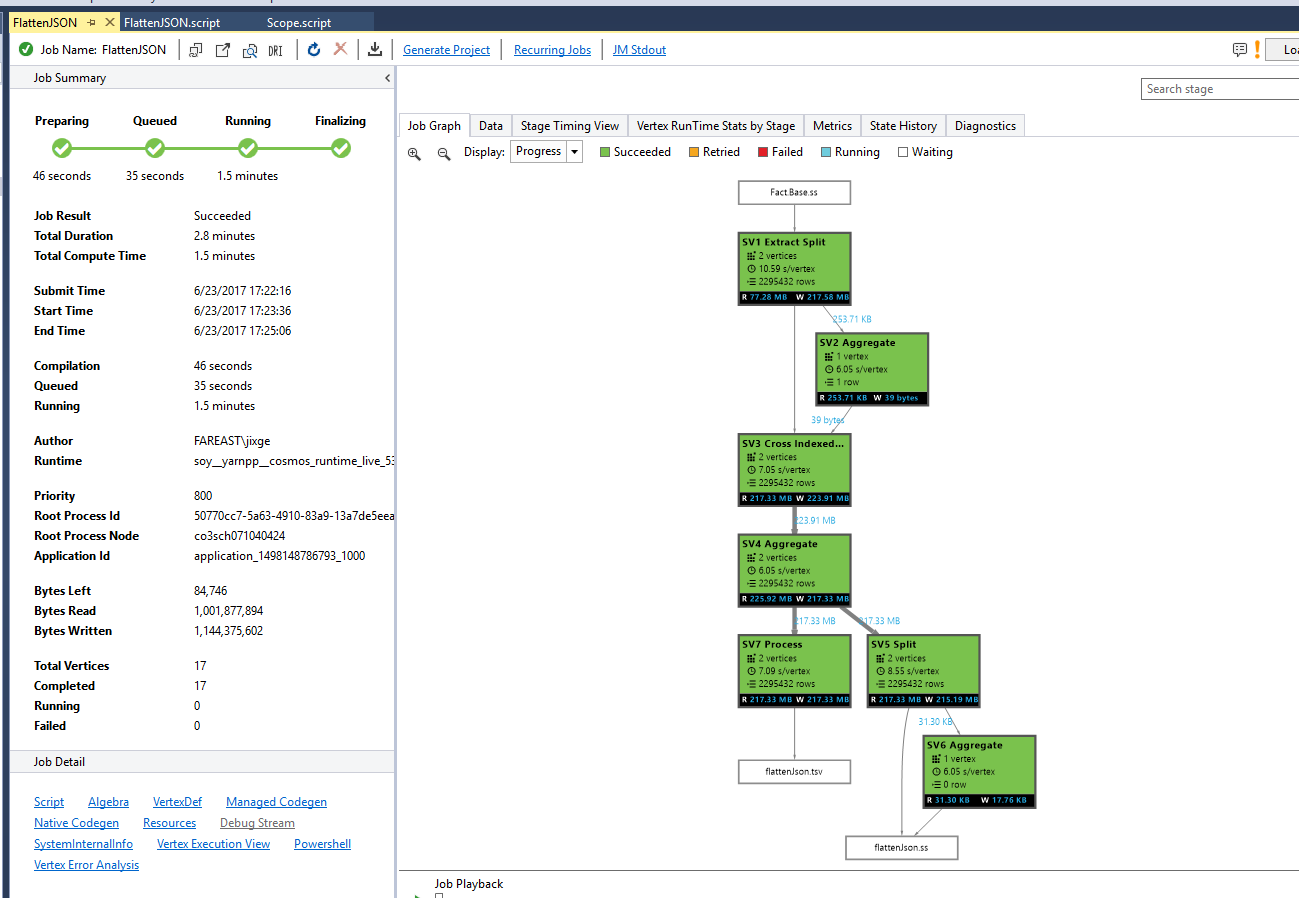 FlattenJSON
FlattenJSON.script
Scope.script
Job Name: FlattenJSON
DRI
Generate Project
Recurring Jobs
JM Stdout
Job Summary
Search stage
Preparing Queued Running Finalizing
46 seconds 35 seconds 1.5 minutes
Job Result Succeeded
Total Duration 2.8 minutes
Total Compute Time 1.5 minutes
Submit Time 6/23/2017 17:22:16
Start Time 6/23/2017 17:23:36
End Time 6/23/2017 17:25:06
Compilation 46 seconds
Queued 35 seconds
Running 1.5 minutes
Author FAREAST\jixge
Runtime soy__yarnpp__cosmos_runtime_live_53
Priority 800
Root Process Id 50770cc7-5a63-4910-83a9-13a7de5eea
Root Process Node co3sch071040424
Application Id application_1498148786793_1000
Bytes Left 84,746
Bytes Read 1,001,877,894
Bytes Written 1,144,375,602
Total Vertices 17
Completed 17
Running 0
Failed 0
Job Detail
Script Algebra VertexDef Managed Codegen
Native Codegen Resources Debug Stream
SystemInternalInfo Vertex Execution View Powershell
Vertex Error Analysis
Job Graph Data Stage Timing View Vertex RunTime Stats by Stage Metrics State History Diagnostics
Display: Progress Succeeded Retried Failed Running Waiting
Fact.Base.ss
SV1 Extract Split
2 vertices
10.59 s/vertex
2295432 rows
R 77.28 MB W 217.58 MB
253.71 KB
SV2 Aggregate
1 vertex
6.05 s/vertex
1 row
R 253.71 KB W 39 bytes
39 bytes
SV3 Cross Indexed...
2 vertices
7.05 s/vertex
2295432 rows
R 217.33 MB W 223.91 MB
223.91 MB
SV4 Aggregate
2 vertices
6.05 s/vertex
2295432 rows
R 225.92 MB W 217.33 MB
217.33 MB
217.33 MB
SV7 Process
2 vertices
7.09 s/vertex
2295432 rows
R 217.33 MB W 217.33 MB
SV5 Split
2 vertices
8.55 s/vertex
2295432 rows
R 217.33 MB W 215.19 MB
31.30 KB
SV6 Aggregate
1 vertex
6.05 s/vertex
0 row
R 31.30 KB W 17.76 KB
flattenJson.tsv
flattenJson.ss
Job Playback